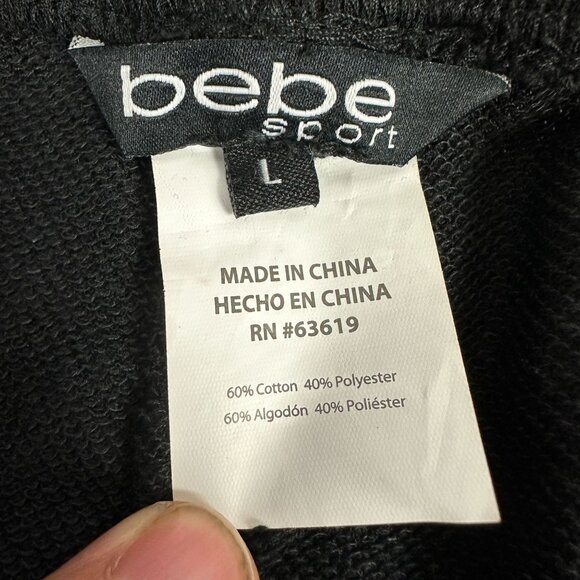 bebe
sport
L
MADE IN CHINA
HECHO EN CHINA
RN #63619
60% Cotton 40% Polyester
60% Algodón 40% Poliéster